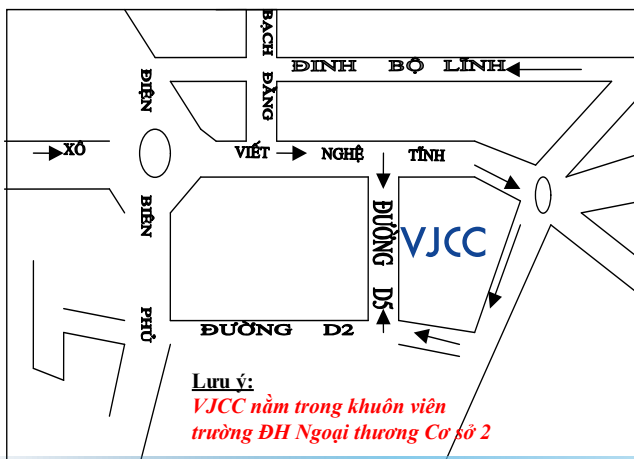 BẠCH ĐẰNG
ĐINH BỘ LĨNH
ĐIỆN BIÊN PHỦ
XÔ VIẾT NGHỆ TĨNH
ĐƯỜNG D5
VJCC
ĐƯỜNG D2
Lưu ý:
VJCC nằm trong khuôn viên
trường ĐH Ngoại thương Cơ sở 2